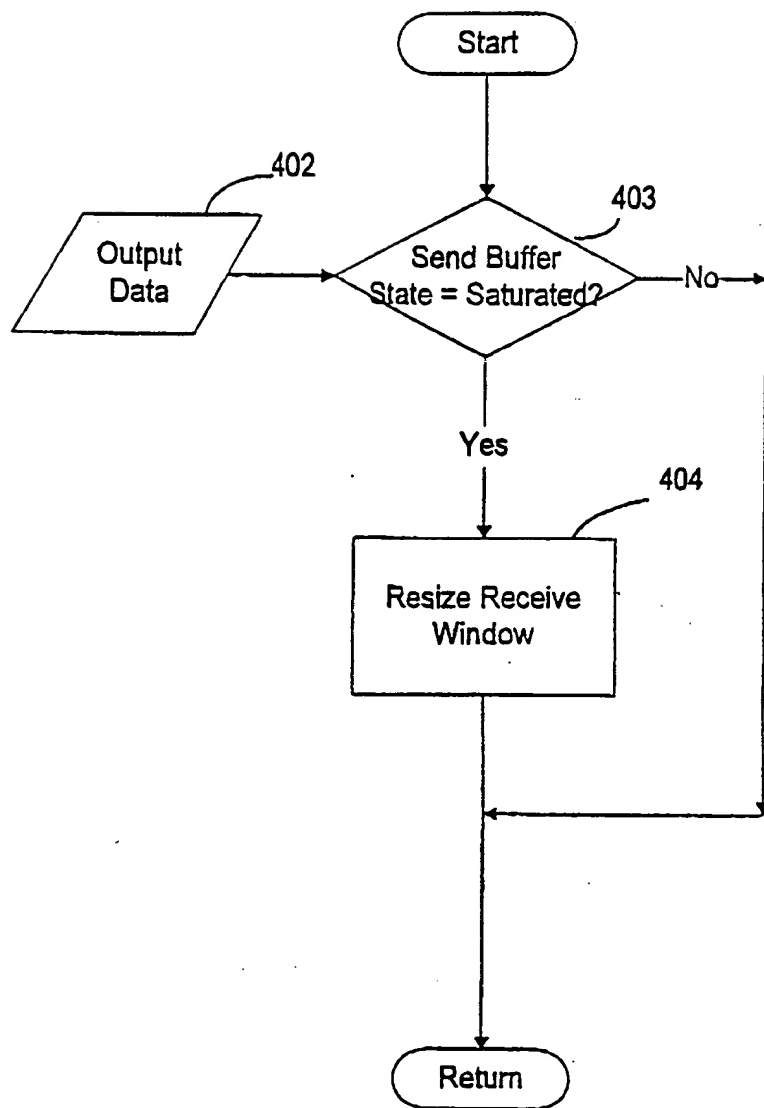 Start
402
403
Output
Data
Send Buffer
State = Saturated?
No
Yes
404
Resize Receive
Window
Return